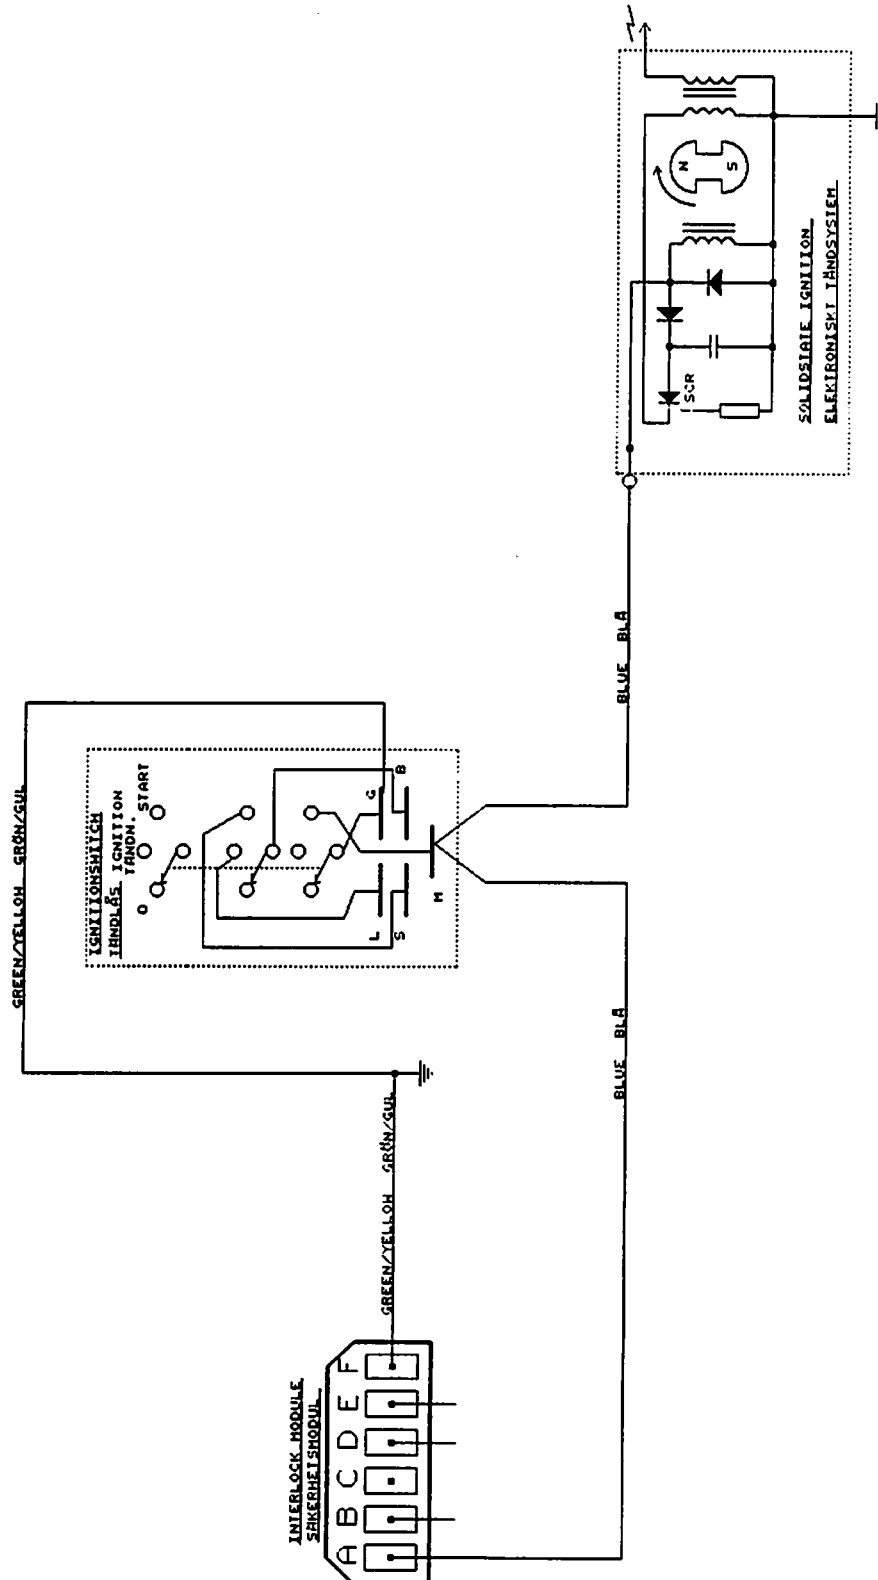 SOLIDSTATE IGNITION
ELEKTRONISKT TÄNDSYSTEM
N
S
SCR
BLUE BLÅ
IGNITIONSWITCH
TÄNDLÅS
O
IGNITION
TÄNDN.
START
G
B
L
S
M
GREEN/YELLOW GRÖN/GUL
GREEN/YELLOW GRÖN/GUL
BLUE BLÅ
INTERLOCK MODULE
SÄKERHETSMODUL
A
B
C
D
E
F